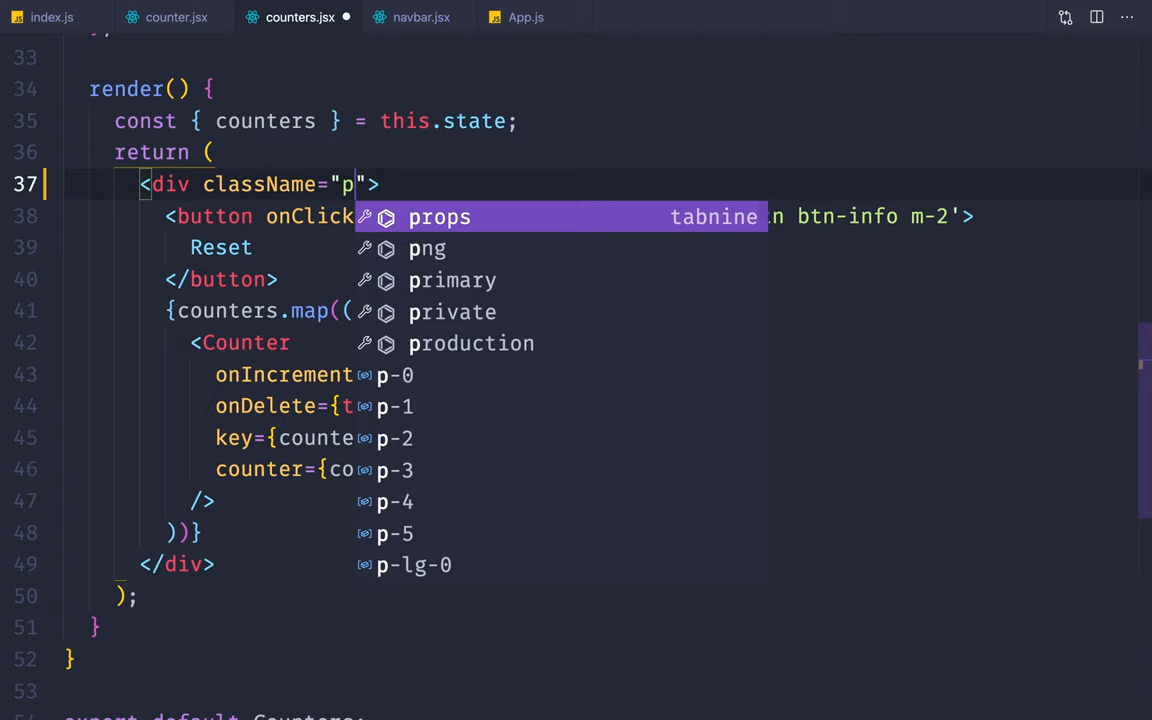 index.js counter.jsx counters.jsx navbar.jsx App.js
33
34 render() {
35 const { counters } = this.state;
36 return (
37 <div className="p">
38 <button onClick props tabnine n btn-info m-2'>
39 Reset png
40 </button> primary
41 {counters.map(( private
42 <Counter production
43 onIncrement p-0
44 onDelete={t p-1
45 key={counte p-2
46 counter={co p-3
47 /> p-4
48 ))} p-5
49 </div> p-lg-0
50 );
51 }
52 }
53
export default Counters;